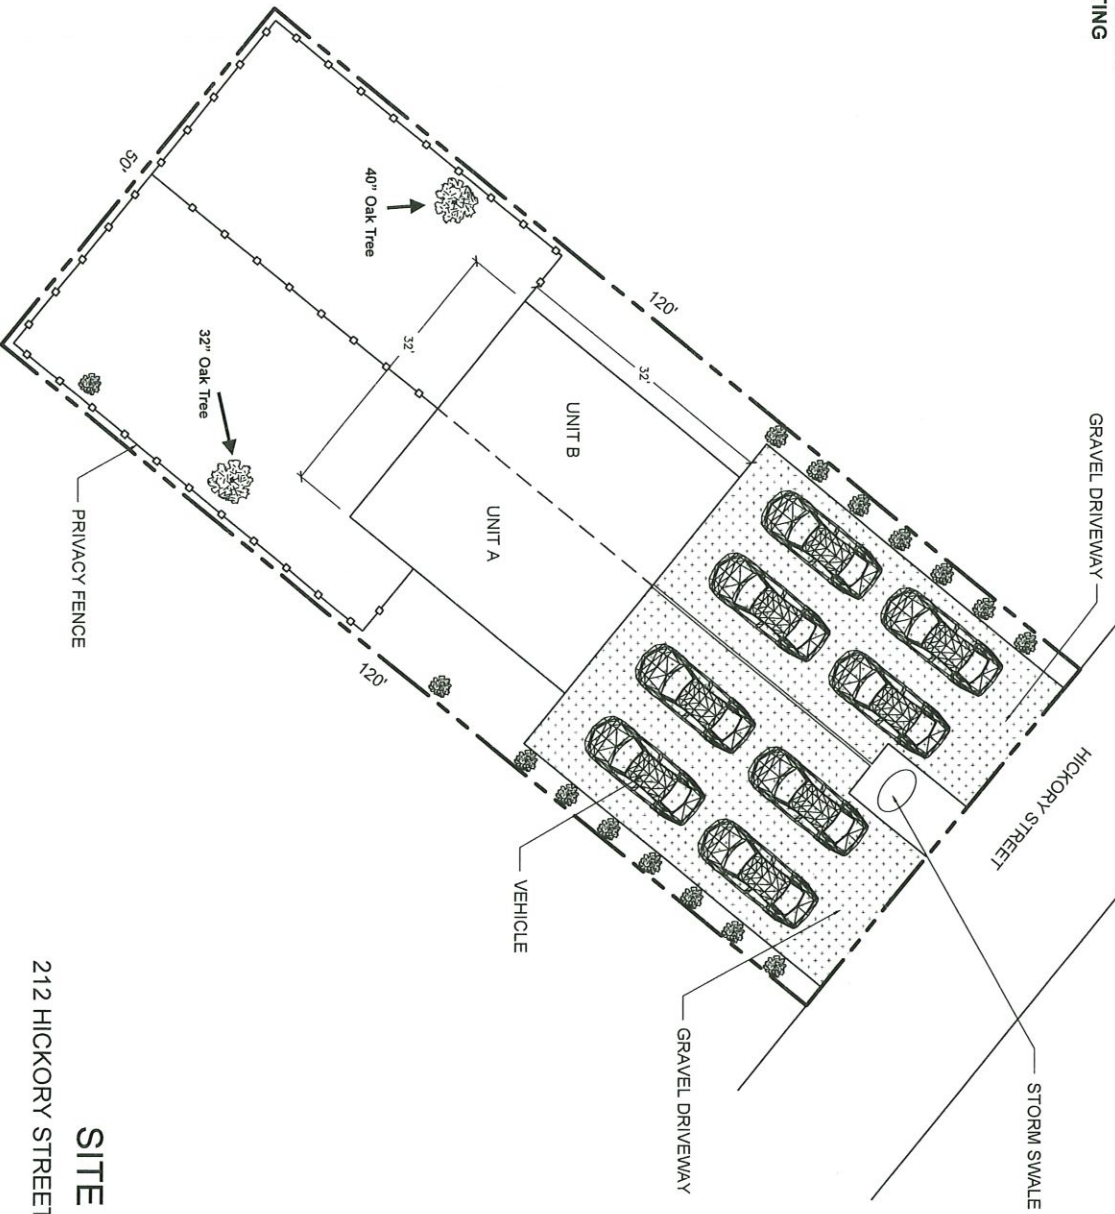 TING
GRAVEL DRIVEWAY
HICKORY STREET
STORM SWALE
120'
32'
UNIT B
UNIT A
40" Oak Tree
32'
50'
32" Oak Tree
PRIVACY FENCE
120'
VEHICLE
GRAVEL DRIVEWAY
SITE
212 HICKORY STREET